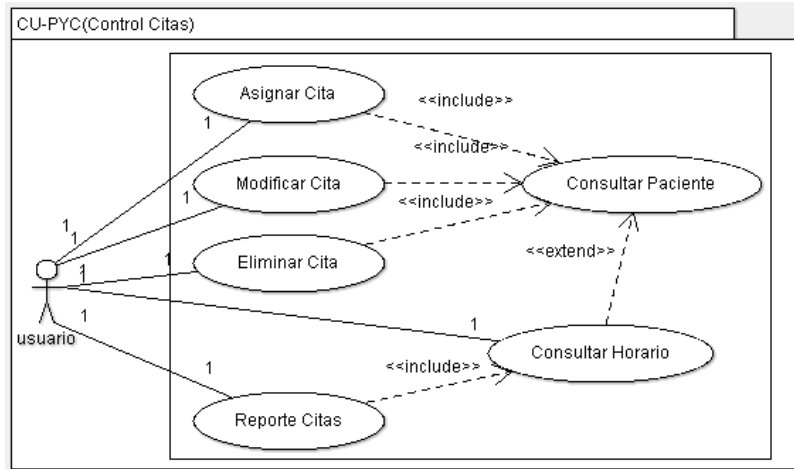 CU-PYC(Control Citas)
Asignar Cita
<<include>>
1
<<include>>
Modificar Cita
Consultar Paciente
1
<<include>>
1
1
Eliminar Cita
<<extend>>
1
1
usuario
1
1
Consultar Horario
<<include>>
1
Reporte Citas